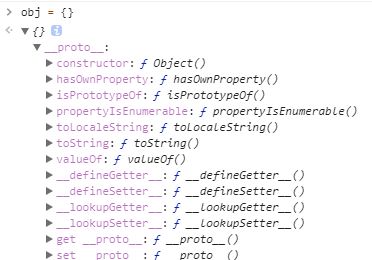 > obj = {}
<· ▼ {} i
▼ __proto__:
▶ constructor: ƒ Object()
▶ hasOwnProperty: ƒ hasOwnProperty()
▶ isPrototypeOf: ƒ isPrototypeOf()
▶ propertyIsEnumerable: ƒ propertyIsEnumerable()
▶ toLocaleString: ƒ toLocaleString()
▶ toString: ƒ toString()
▶ valueOf: ƒ valueOf()
▶ __defineGetter__: ƒ __defineGetter__()
▶ __defineSetter__: ƒ __defineSetter__()
▶ __lookupGetter__: ƒ __lookupGetter__()
▶ __lookupSetter__: ƒ __lookupSetter__()
▶ get __proto__: ƒ __proto__()
▶ set __proto__: ƒ __proto__()